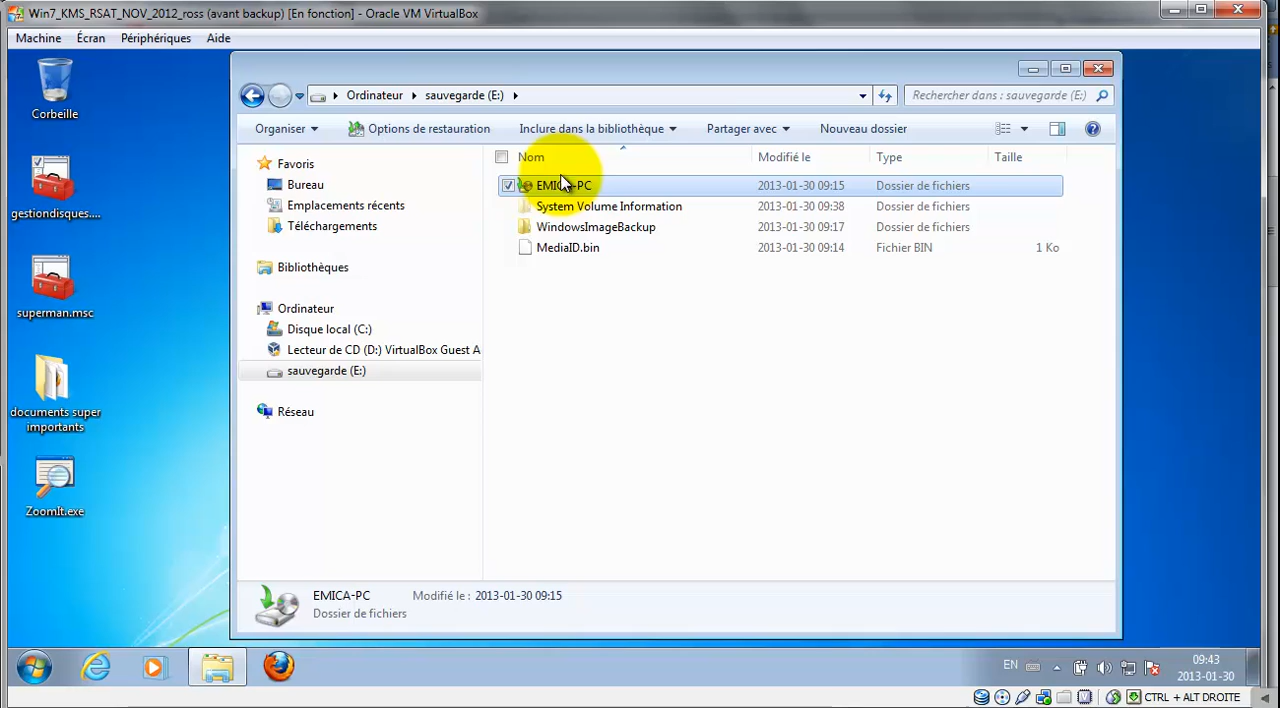 Win7_KMS_RSAT_NOV_2012_ross (avant backup) [En fonction] - Oracle VM VirtualBox
Machine Écran Périphériques Aide
Corbeille
gestiondisques....
superman.msc
documents super
importants
ZoomIt.exe
Ordinateur sauvegarde (E:)
Rechercher dans : sauvegarde (E:)
Organiser Options de restauration Inclure dans la bibliothèque Partager avec Nouveau dossier
Favoris
Bureau
Emplacements récents
Téléchargements
Bibliothèques
Ordinateur
Disque local (C:)
Lecteur de CD (D:) VirtualBox Guest A
sauvegarde (E:)
Réseau
Nom Modifié le Type Taille
EMICA-PC 2013-01-30 09:15 Dossier de fichiers
System Volume Information 2013-01-30 09:38 Dossier de fichiers
WindowsImageBackup 2013-01-30 09:17 Dossier de fichiers
MediaID.bin 2013-01-30 09:14 Fichier BIN 1 Ko
EMICA-PC Modifié le : 2013-01-30 09:15
Dossier de fichiers
EN
09:43
2013-01-30
CTRL + ALT DROITE